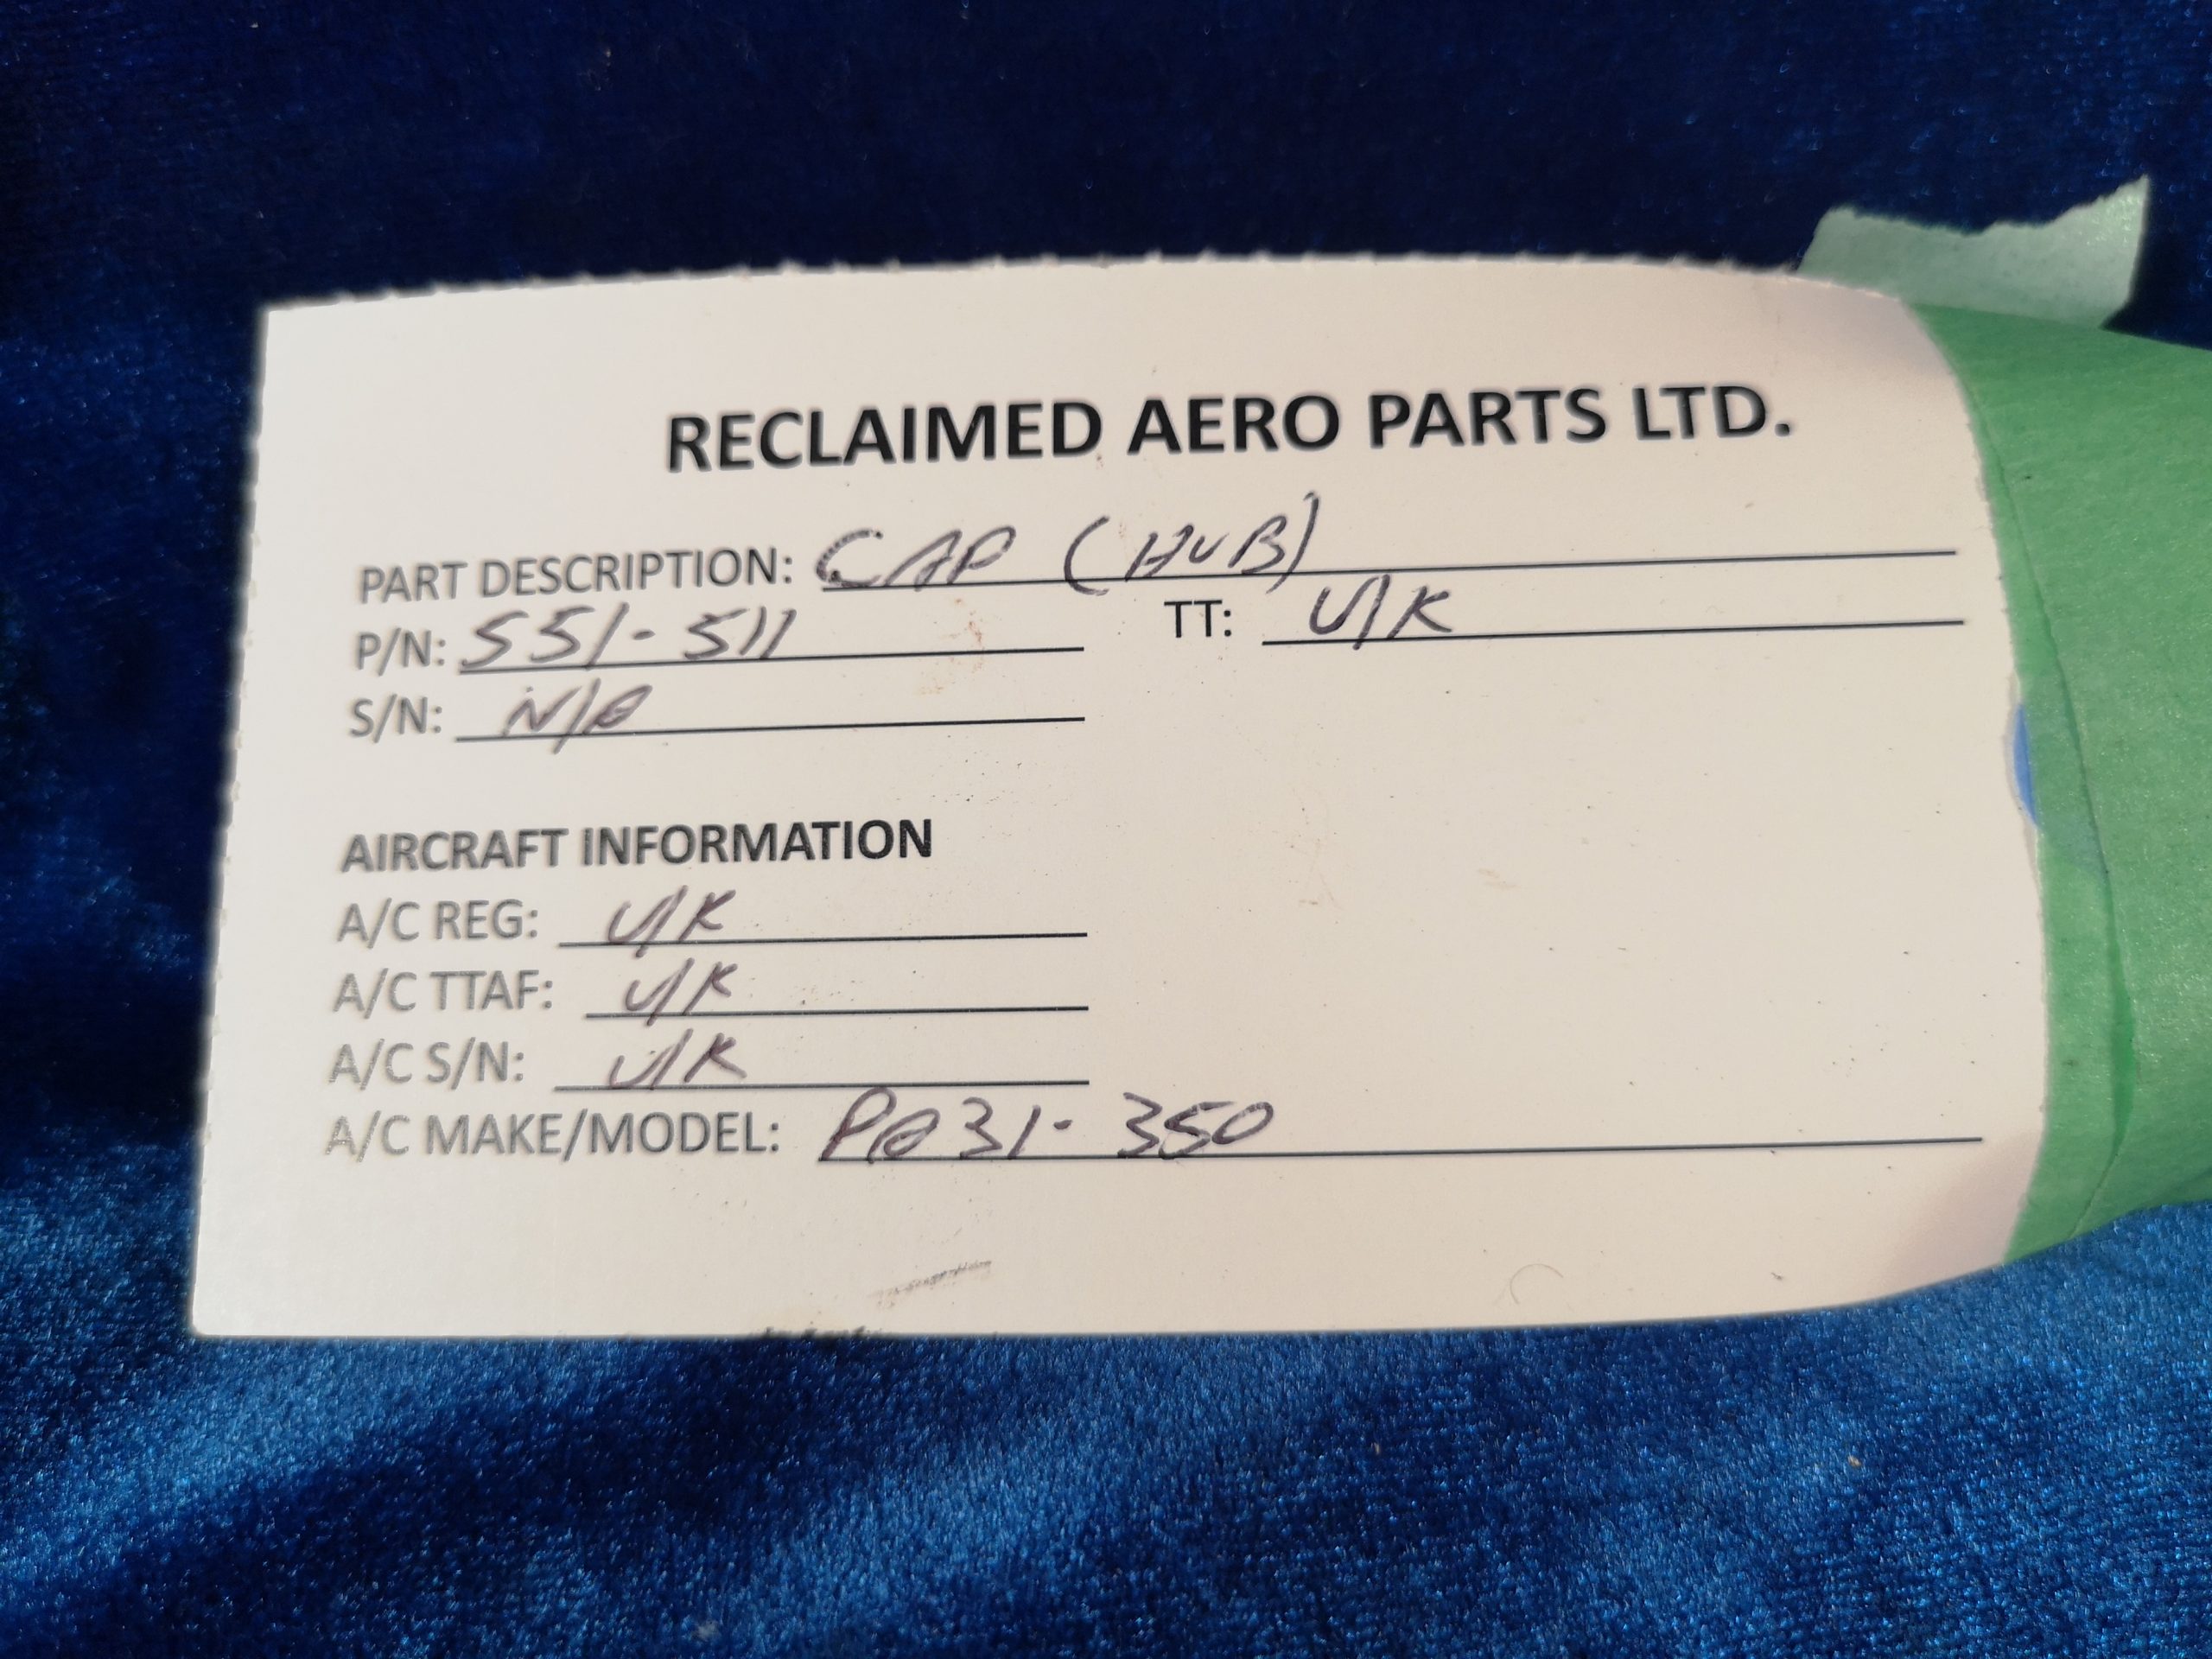 RECLAIMED AERO PARTS LTD.
PART DESCRIPTION: CAP (HUB)
P/N: 551-511 TT: U/K
S/N: N/A
AIRCRAFT INFORMATION
A/C REG: U/K
A/C TTAF: U/K
A/C S/N: U/K
A/C MAKE/MODEL: PA31-350